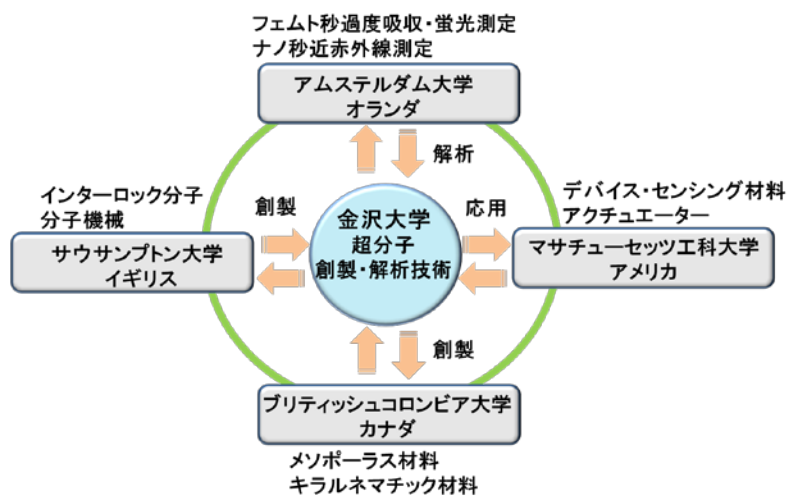 フェムト秒過度吸収・蛍光測定
ナノ秒近赤外線測定
アムステルダム大学
オランダ
解析
インターロック分子
分子機械
サウサンプトン大学
イギリス
創製
金沢大学
超分子
創製・解析技術
応用
デバイス・センシング材料
アクチュエーター
マサチューセッツ工科大学
アメリカ
創製
ブリティッシュコロンビア大学
カナダ
メソポーラス材料
キラルネマチック材料